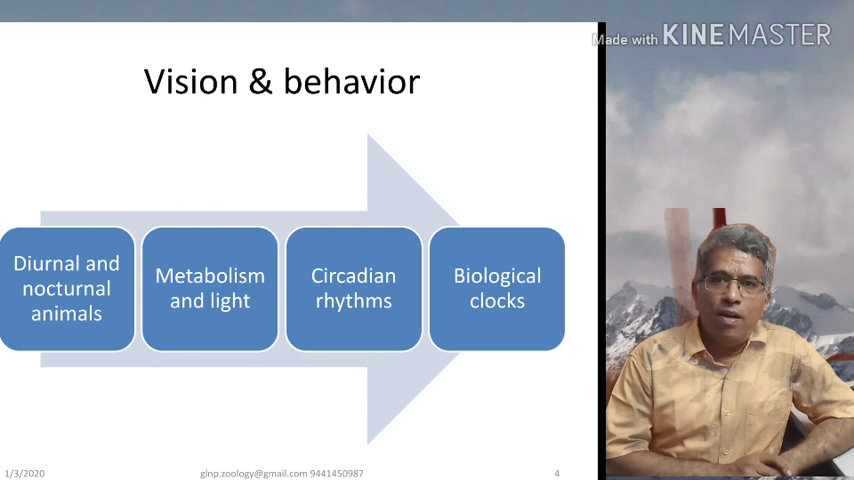 Made with KINEMASTER
Vision & behavior
Diurnal and
nocturnal
animals
Metabolism
and light
Circadian
rhythms
Biological
clocks
1/3/2020
glnp.zoology@gmail.com 9441450987
4